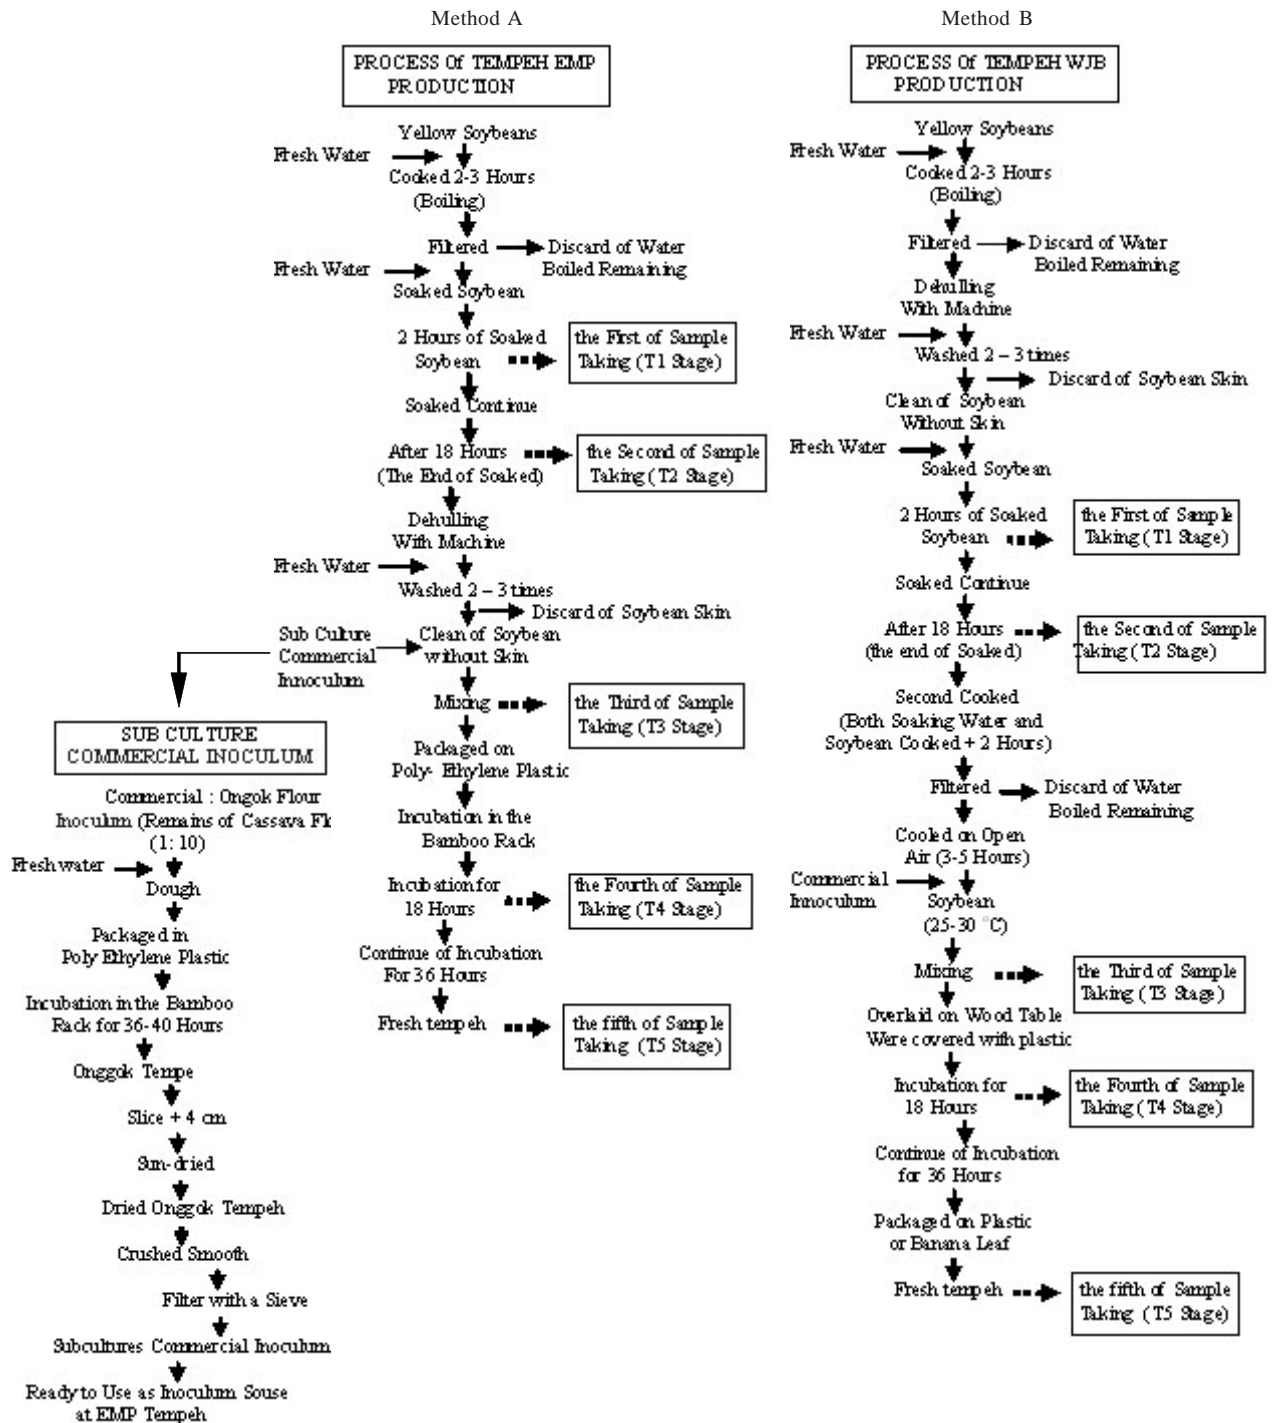 Method A
PROCESS Of TEMPEH EMP
PRODUCTION
Yellow Soybeans
Fresh Water
Cooked 2-3 Hours
(Boiling)
Filtered
Discard of Water
Boiled Remaining
Fresh Water
Soaked Soybean
2 Hours of Soaked
Soybean
the First of Sample
Taking (T1 Stage)
Soaked Continue
After 18 Hours
(The End of Soaked)
the Second of Sample
Taking (T2 Stage)
Dehulling
With Machine
Fresh Water
Washed 2 – 3 times
Discard of Soybean Skin
Sub Culture
Commercial
Innoculum
Clean of Soybean
without Skin
Mixing
the Third of Sample
Taking (T3 Stage)
Packaged on
Poly- Ethylene Plastic
Incubation in the
Bamboo Rack
Incubation for
18 Hours
the Fourth of Sample
Taking (T4 Stage)
Continue of Incubation
For 36 Hours
Fresh tempeh
the fifth of Sample
Taking (T5 Stage)
SUB CULTURE
COMMERCIAL INOCULUM
Commercial : Ongok Flour
Inoculum (Remains of Cassava Fl
(1: 10)
Fresh water
Dough
Packaged in
Poly Ethylene Plastic
Incubation in the Bamboo
Rack for 36-40 Hours
Onggok Tempe
Slice + 4 cm
Sun-dried
Dried Onggok Tempeh
Crushed Smooth
Filter with a Sieve
Subcultures Commercial Inoculum
Ready to Use as Inoculum Souse
at EMP Tempeh
Method B
PROCESS Of TEMPEH WJB
PRODUCTION
Yellow Soybeans
Fresh Water
Cooked 2-3 Hours
(Boiling)
Filtered
Discard of Water
Boiled Remaining
Dehulling
With Machine
Fresh Water
Washed 2 – 3 times
Discard of Soybean Skin
Clean of Soybean
Without Skin
Fresh Water
Soaked Soybean
2 Hours of Soaked
Soybean
the First of Sample
Taking (T1 Stage)
Soaked Continue
After 18 Hours
(the end of Soaked)
the Second of Sample
Taking (T2 Stage)
Second Cooked
(Both Soaking Water and
Soybean Cooked + 2 Hours)
Filtered
Discard of Water
Boiled Remaining
Cooled on Open
Air (3-5 Hours)
Commercial
Innoculum
Soybean
(25-30 °C)
Mixing
the Third of Sample
Taking (T3 Stage)
Overlaid on Wood Table
Were covered with plastic
Incubation for
18 Hours
the Fourth of Sample
Taking (T4 Stage)
Continue of Incubation
for 36 Hours
Packaged on Plastic
or Banana Leaf
Fresh tempeh
the fifth of Sample
Taking (T5 Stage)